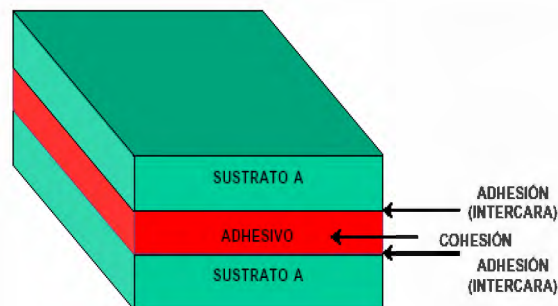 SUSTRATO A
ADHESIÓN
(INTERCARA)
ADHESIVO
COHESIÓN
SUSTRATO A
ADHESIÓN
(INTERCARA)